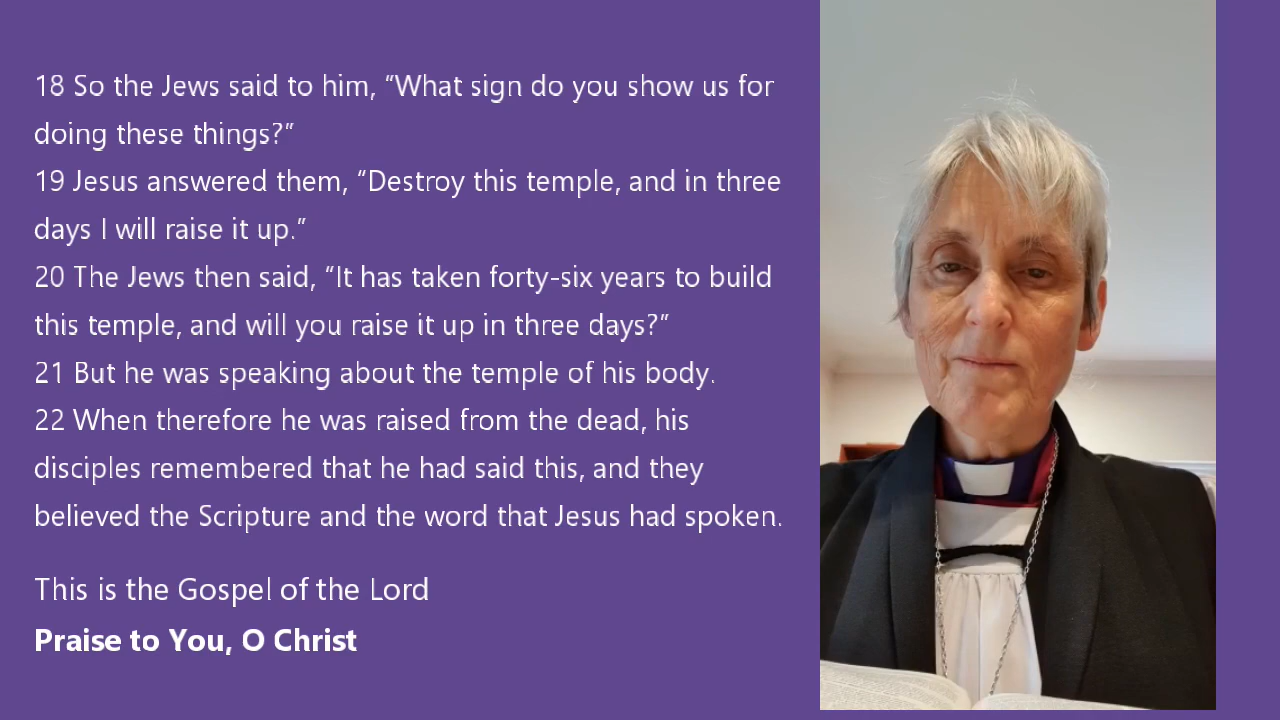 18 So the Jews said to him, “What sign do you show us for
doing these things?”
19 Jesus answered them, “Destroy this temple, and in three
days I will raise it up.”
20 The Jews then said, “It has taken forty-six years to build
this temple, and will you raise it up in three days?”
21 But he was speaking about the temple of his body.
22 When therefore he was raised from the dead, his
disciples remembered that he had said this, and they
believed the Scripture and the word that Jesus had spoken.
This is the Gospel of the Lord
Praise to You, O Christ